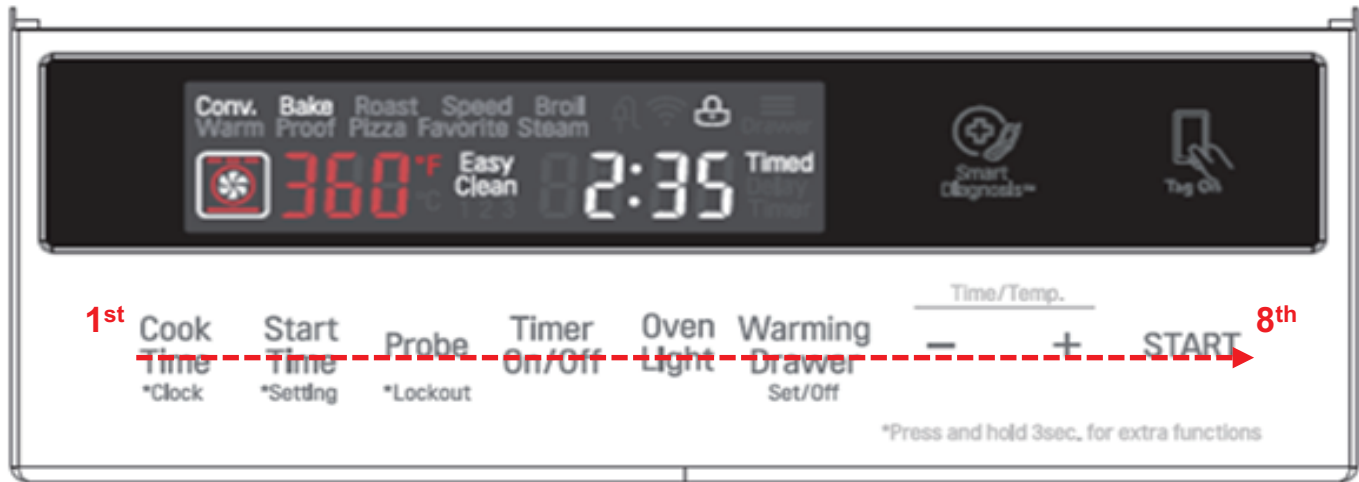 Conv. Bake Roast Speed Broil
Warm Proof Pizza Favorite Steam Drawer
360 °F Easy 2:35 Timed
°C Clean Delay
1 2 3 Timer
Smart
Diagnosis™
Tag On
Time/Temp.
1st Cook Start Probe Timer Oven Warming − + START 8th
Time Time On/Off Light Drawer
*Clock *Setting *Lockout Set/Off
*Press and hold 3sec. for extra functions